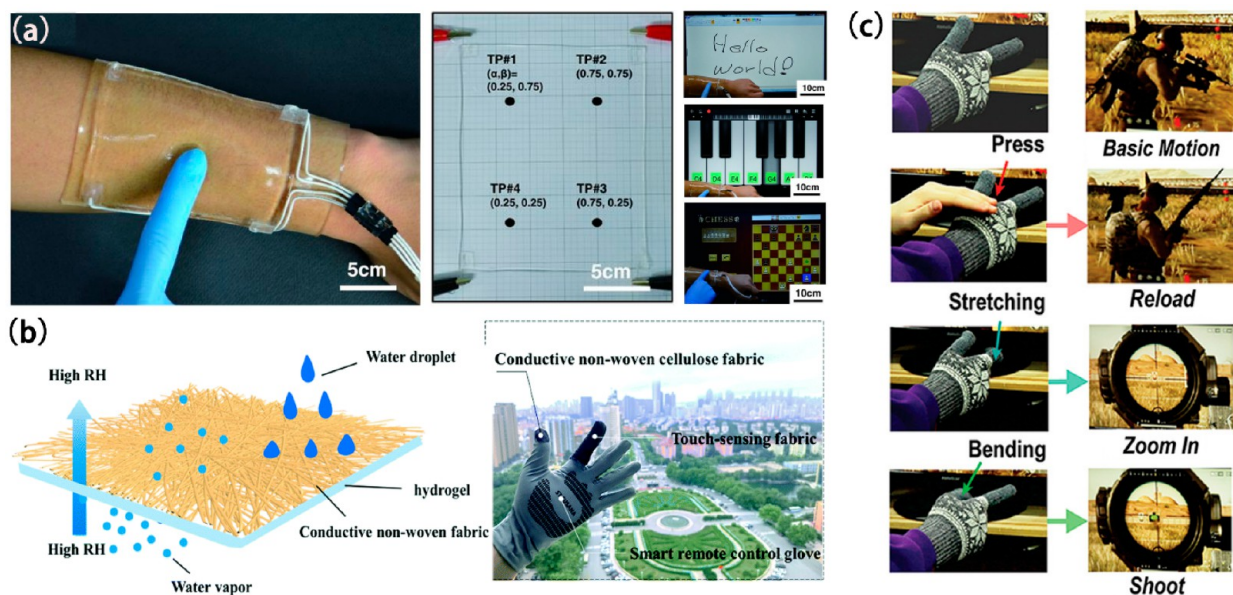 (a)
5cm
TP#1
(α,β)=
(0.25, 0.75)
TP#2
(0.75, 0.75)
TP#4
(0.25, 0.25)
TP#3
(0.75, 0.25)
5cm
Hello
world!
10cm
10cm
10cm
(b)
High RH
High RH
Water droplet
hydrogel
Conductive non-woven fabric
Water vapor
Conductive non-woven cellulose fabric
Touch-sensing fabric
Smart remote control glove
(c)
Press
Basic Motion
Stretching
Reload
Bending
Zoom In
Shoot